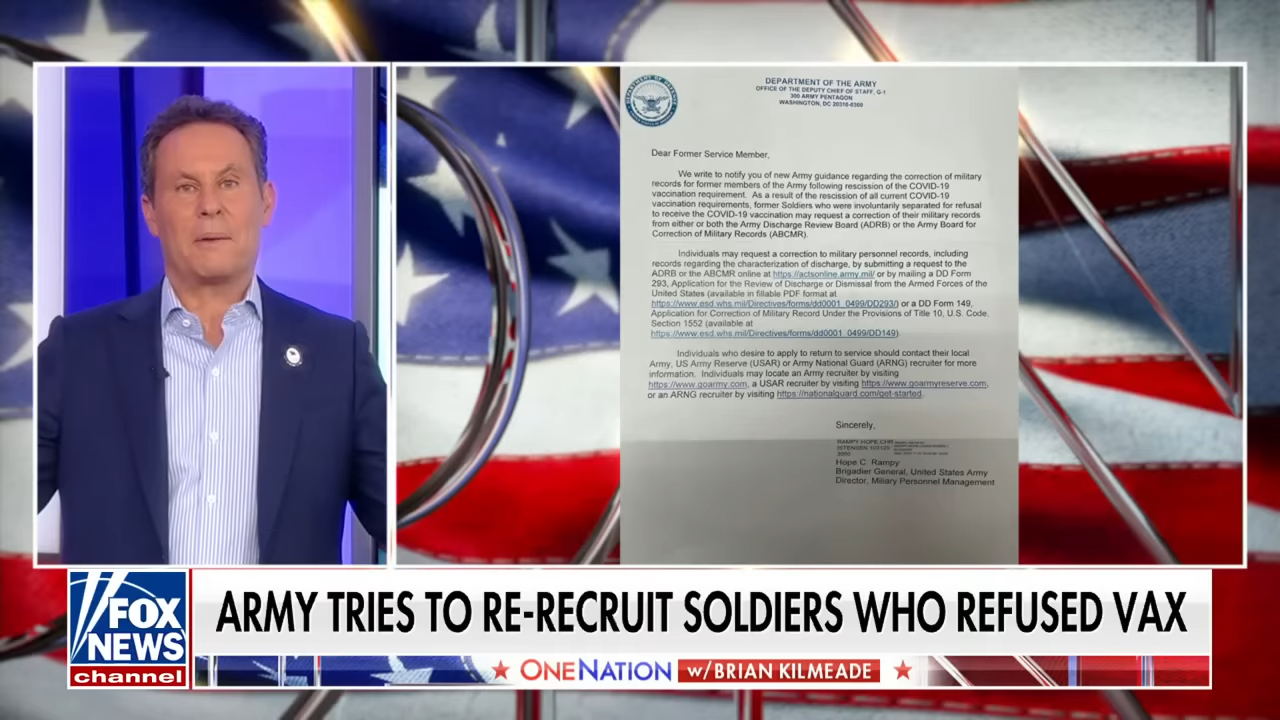 DEPARTMENT OF THE ARMY
OFFICE OF THE DEPUTY CHIEF OF STAFF, G-1
300 ARMY PENTAGON
WASHINGTON, DC 20310-0300
Dear Former Service Member,
We write to notify you of new Army guidance regarding the correction of military
records for former members of the Army following rescission of the COVID-19
vaccination requirement. As a result of the rescission of all current COVID-19
vaccination requirements, former Soldiers who were involuntarily separated for refusal
to receive the COVID-19 vaccination may request a correction of their military records
from either or both the Army Discharge Review Board (ADRB) or the Army Board for
Correction of Military Records (ABCMR).
Individuals may request a correction to military personnel records, including
records regarding the characterization of discharge, by submitting a request to the
ADRB or the ABCMR online at https://actsonline.army.mil/ or by mailing a DD Form
293, Application for the Review of Discharge or Dismissal from the Armed Forces of the
United States (available in fillable PDF format at
https://www.esd.whs.mil/Directives/forms/dd0001_0499/DD293/) or a DD Form 149,
Application for Correction of Military Record Under the Provisions of Title 10, U.S. Code,
Section 1552 (available at
https://www.esd.whs.mil/Directives/forms/dd0001_0499/DD149).
Individuals who desire to apply to return to service should contact their local
Army, US Army Reserve (USAR) or Army National Guard (ARNG) recruiter for more
information. Individuals may locate an Army recruiter by visiting
https://www.goarmy.com, a USAR recruiter by visiting https://www.goarmyreserve.com,
or an ARNG recruiter by visiting https://nationalguard.com/get-started.
Sincerely,
RAMPY.HOPE.CHR
Hope C. Rampy
Brigadier General, United States Army
Director, Miliary Personnel Management
FOX
NEWS
channel
ARMY TRIES TO RE-RECRUIT SOLDIERS WHO REFUSED VAX
ONENATION w/BRIAN KILMEADE